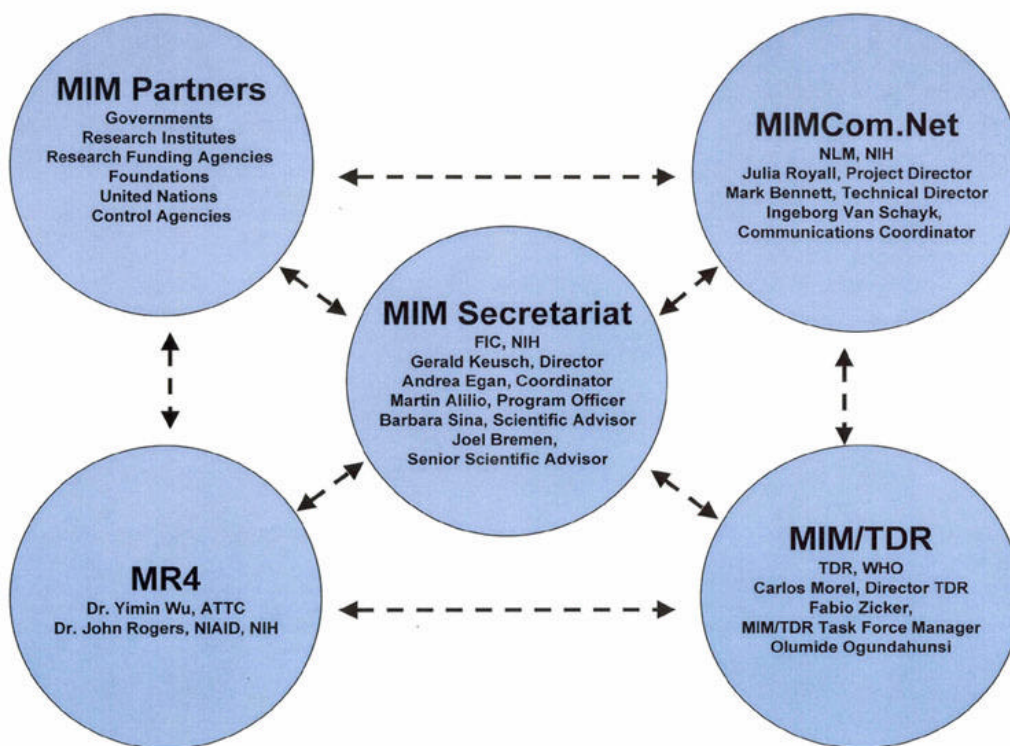 MIM Partners
Governments
Research Institutes
Research Funding Agencies
Foundations
United Nations
Control Agencies
MIMCom.Net
NLM, NIH
Julia Royall, Project Director
Mark Bennett, Technical Director
Ingeborg Van Schayk,
Communications Coordinator
MIM Secretariat
FIC, NIH
Gerald Keusch, Director
Andrea Egan, Coordinator
Martin Alilio, Program Officer
Barbara Sina, Scientific Advisor
Joel Bremen,
Senior Scientific Advisor
MR4
Dr. Yimin Wu, ATTC
Dr. John Rogers, NIAID, NIH
MIM/TDR
TDR, WHO
Carlos Morel, Director TDR
Fabio Zicker,
MIM/TDR Task Force Manager
Olumide Ogundahunsi